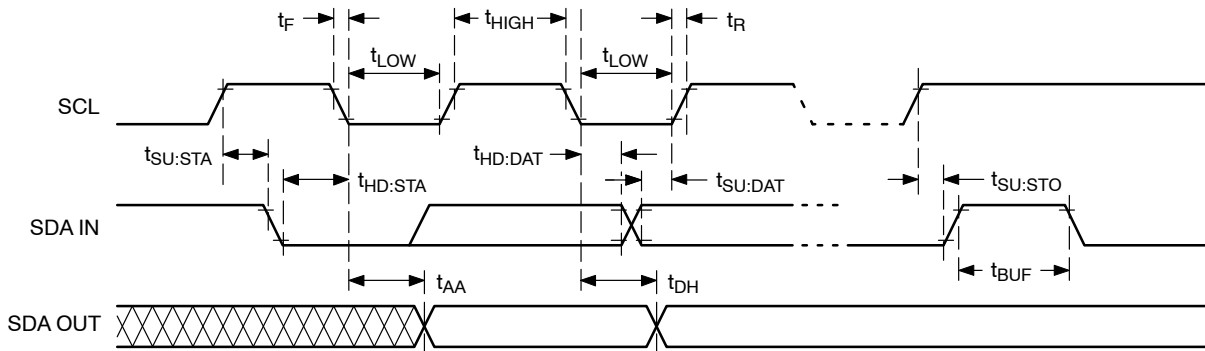 tF
tHIGH
tR
tLOW
tLOW
SCL
tSU:STA
tHD:DAT
tHD:STA
tSU:DAT
tSU:STO
SDA IN
tAA
tDH
tBUF
SDA OUT